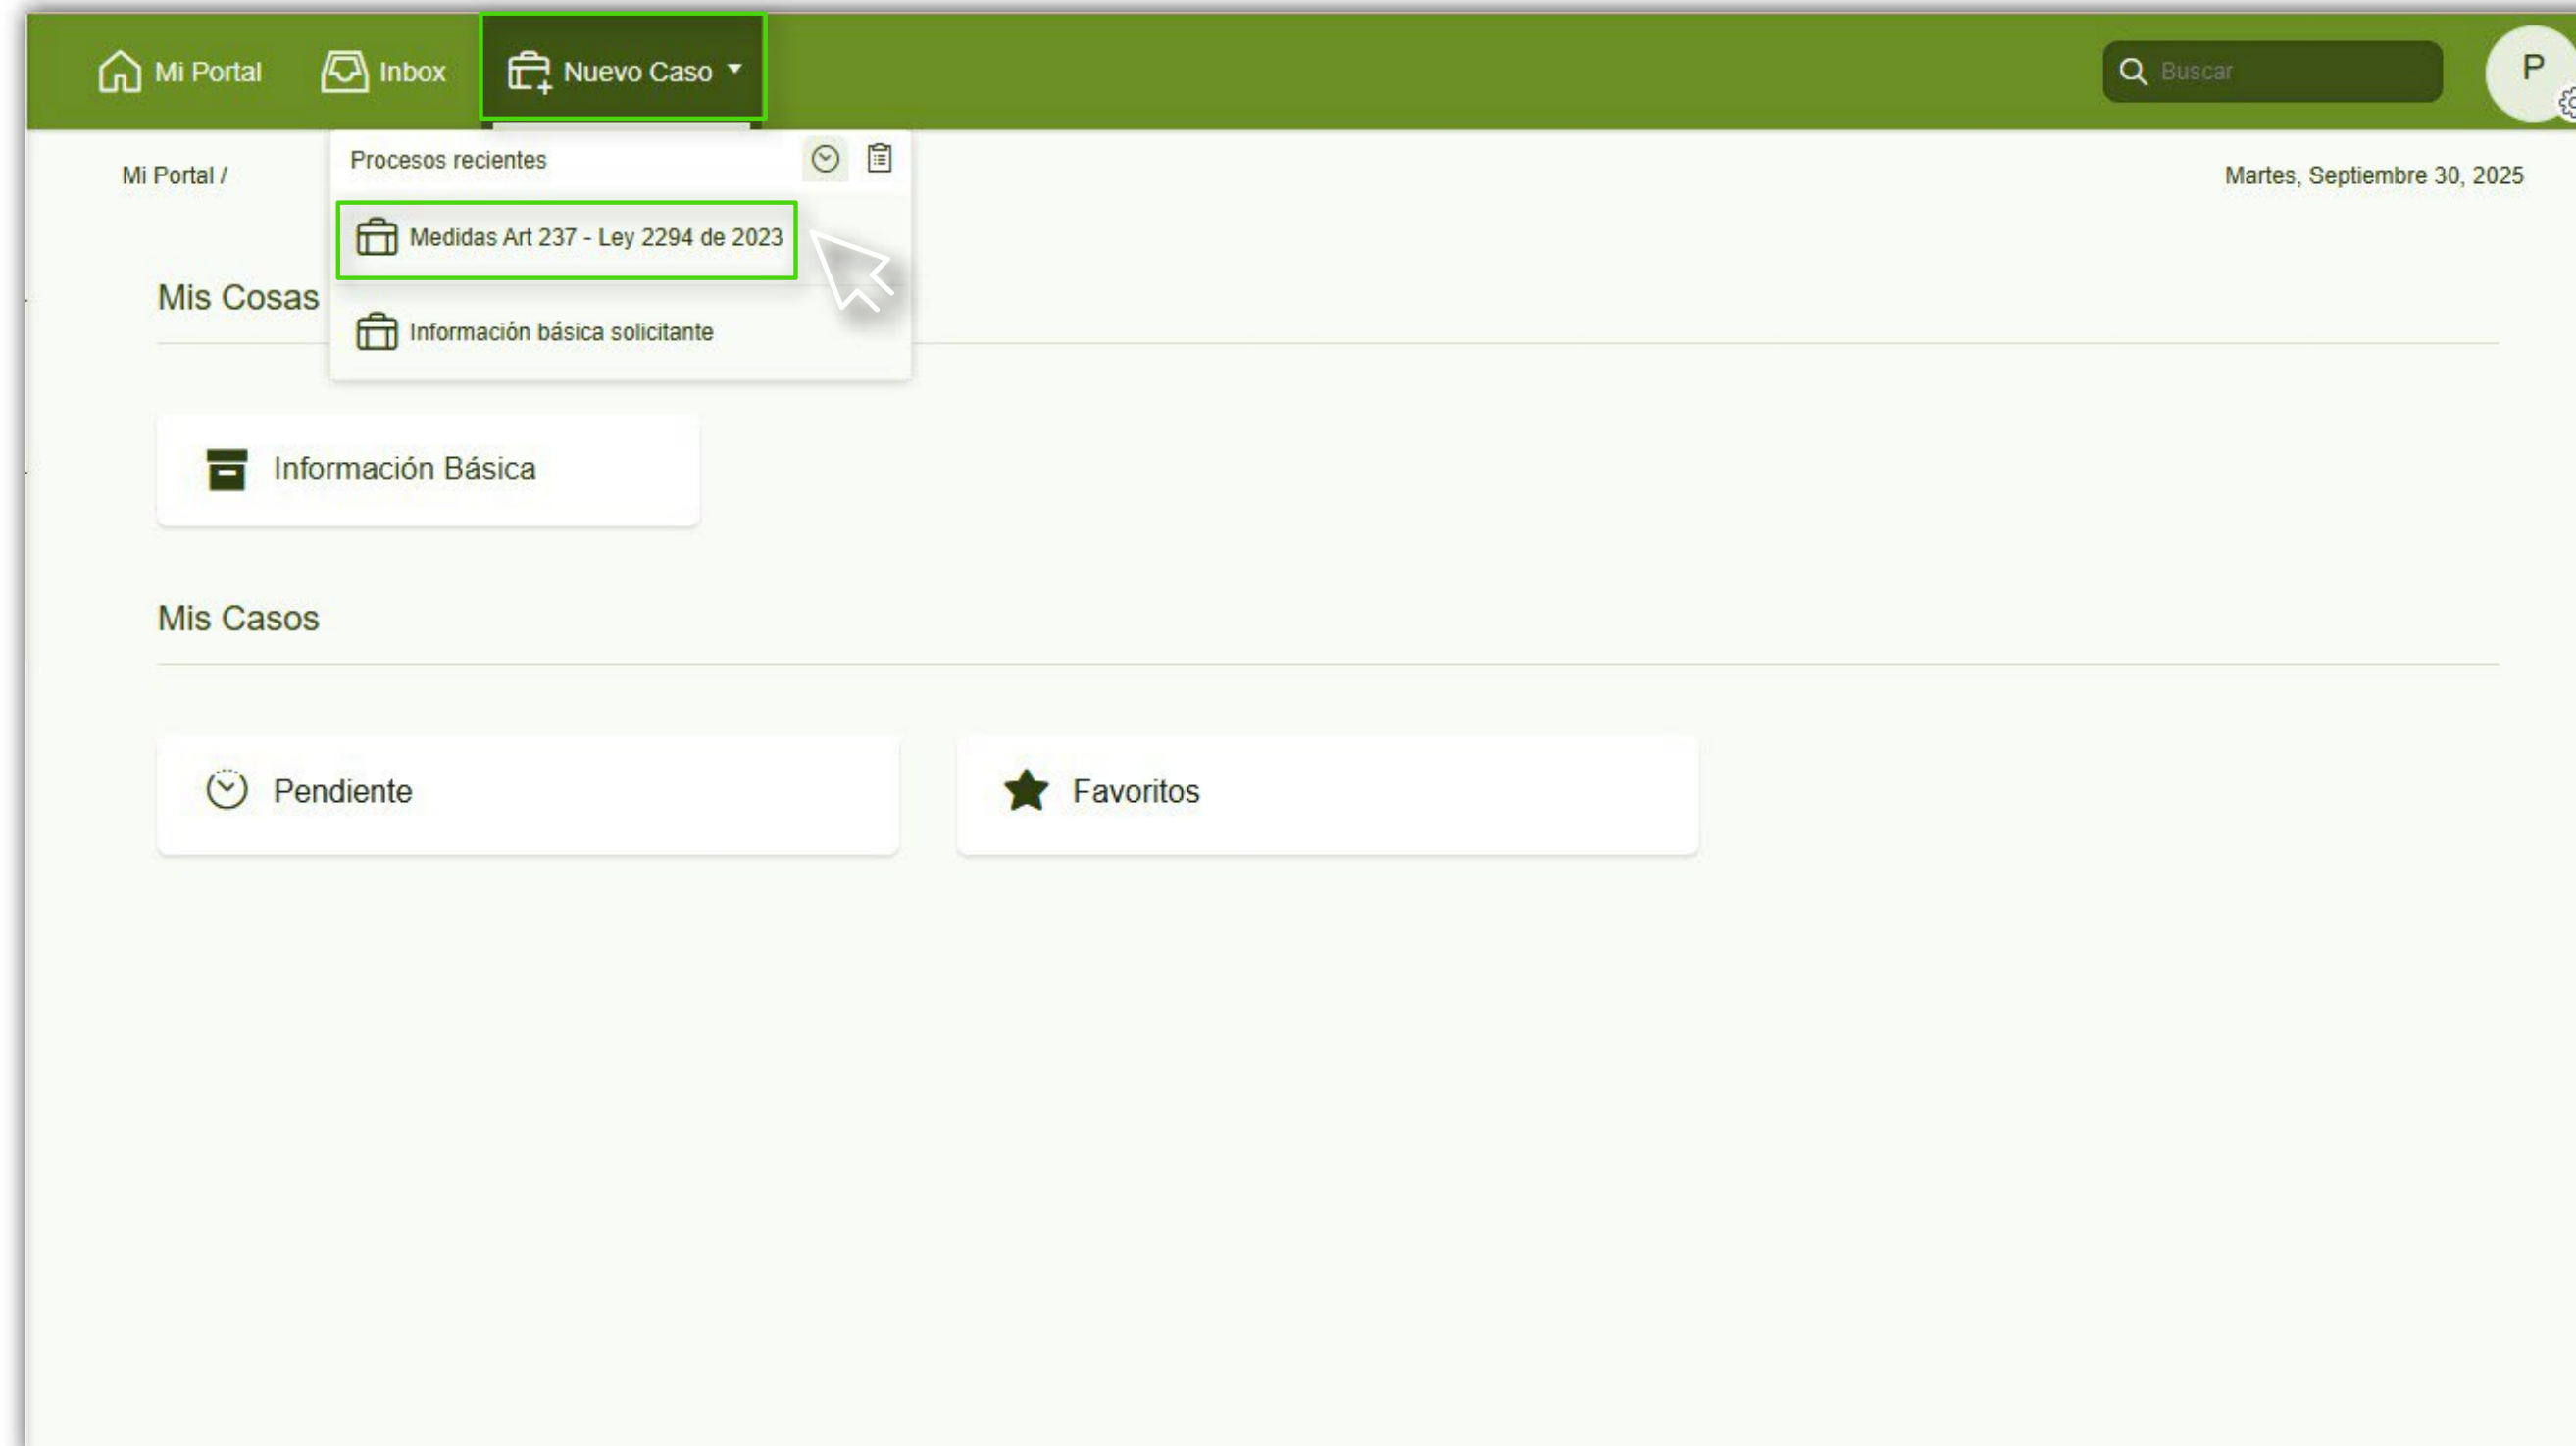 Mi Portal
Inbox
Nuevo Caso
Buscar
P
Mi Portal /
Procesos recientes
Martes, Septiembre 30, 2025
Medidas Art 237 - Ley 2294 de 2023
Mis Cosas
Información básica solicitante
Información Básica
Mis Casos
Pendiente
Favoritos